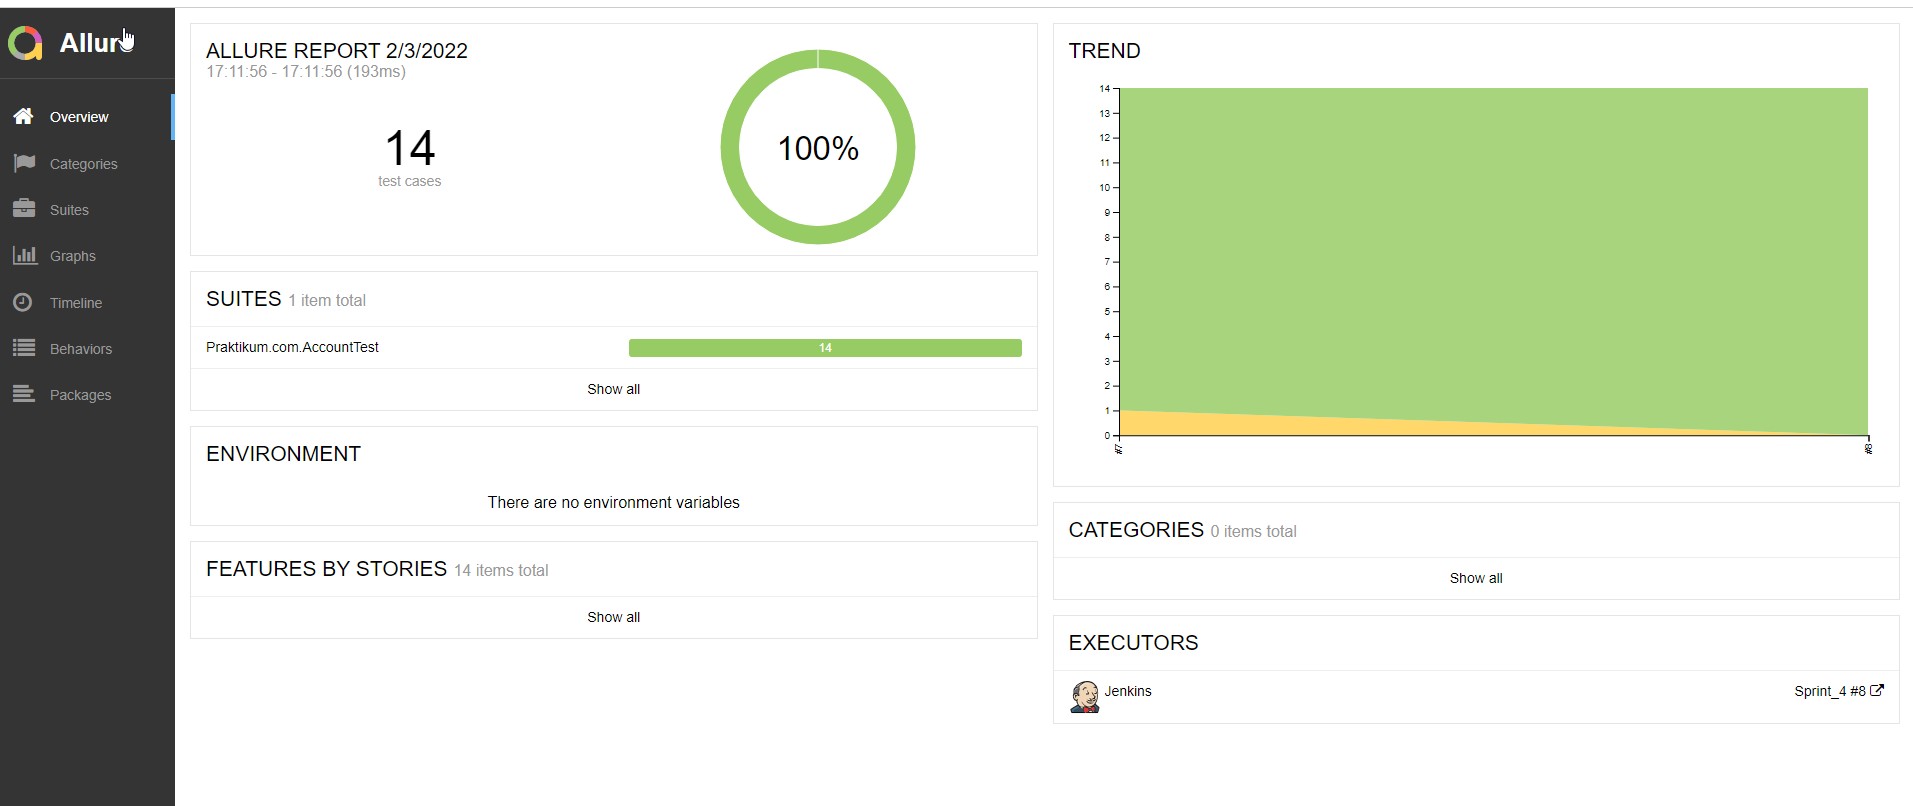 Allure
Overview
Categories
Suites
Graphs
Timeline
Behaviors
Packages
ALLURE REPORT 2/3/2022
17:11:56 - 17:11:56 (193ms)
14
test cases
100%
SUITES 1 item total
Praktikum.com.AccountTest 14
Show all
ENVIRONMENT
There are no environment variables
FEATURES BY STORIES 14 items total
Show all
TREND
14
13
12
11
10
9
8
7
6
5
4
3
2
1
0
#7 #8
CATEGORIES 0 items total
Show all
EXECUTORS
Jenkins Sprint_4 #8